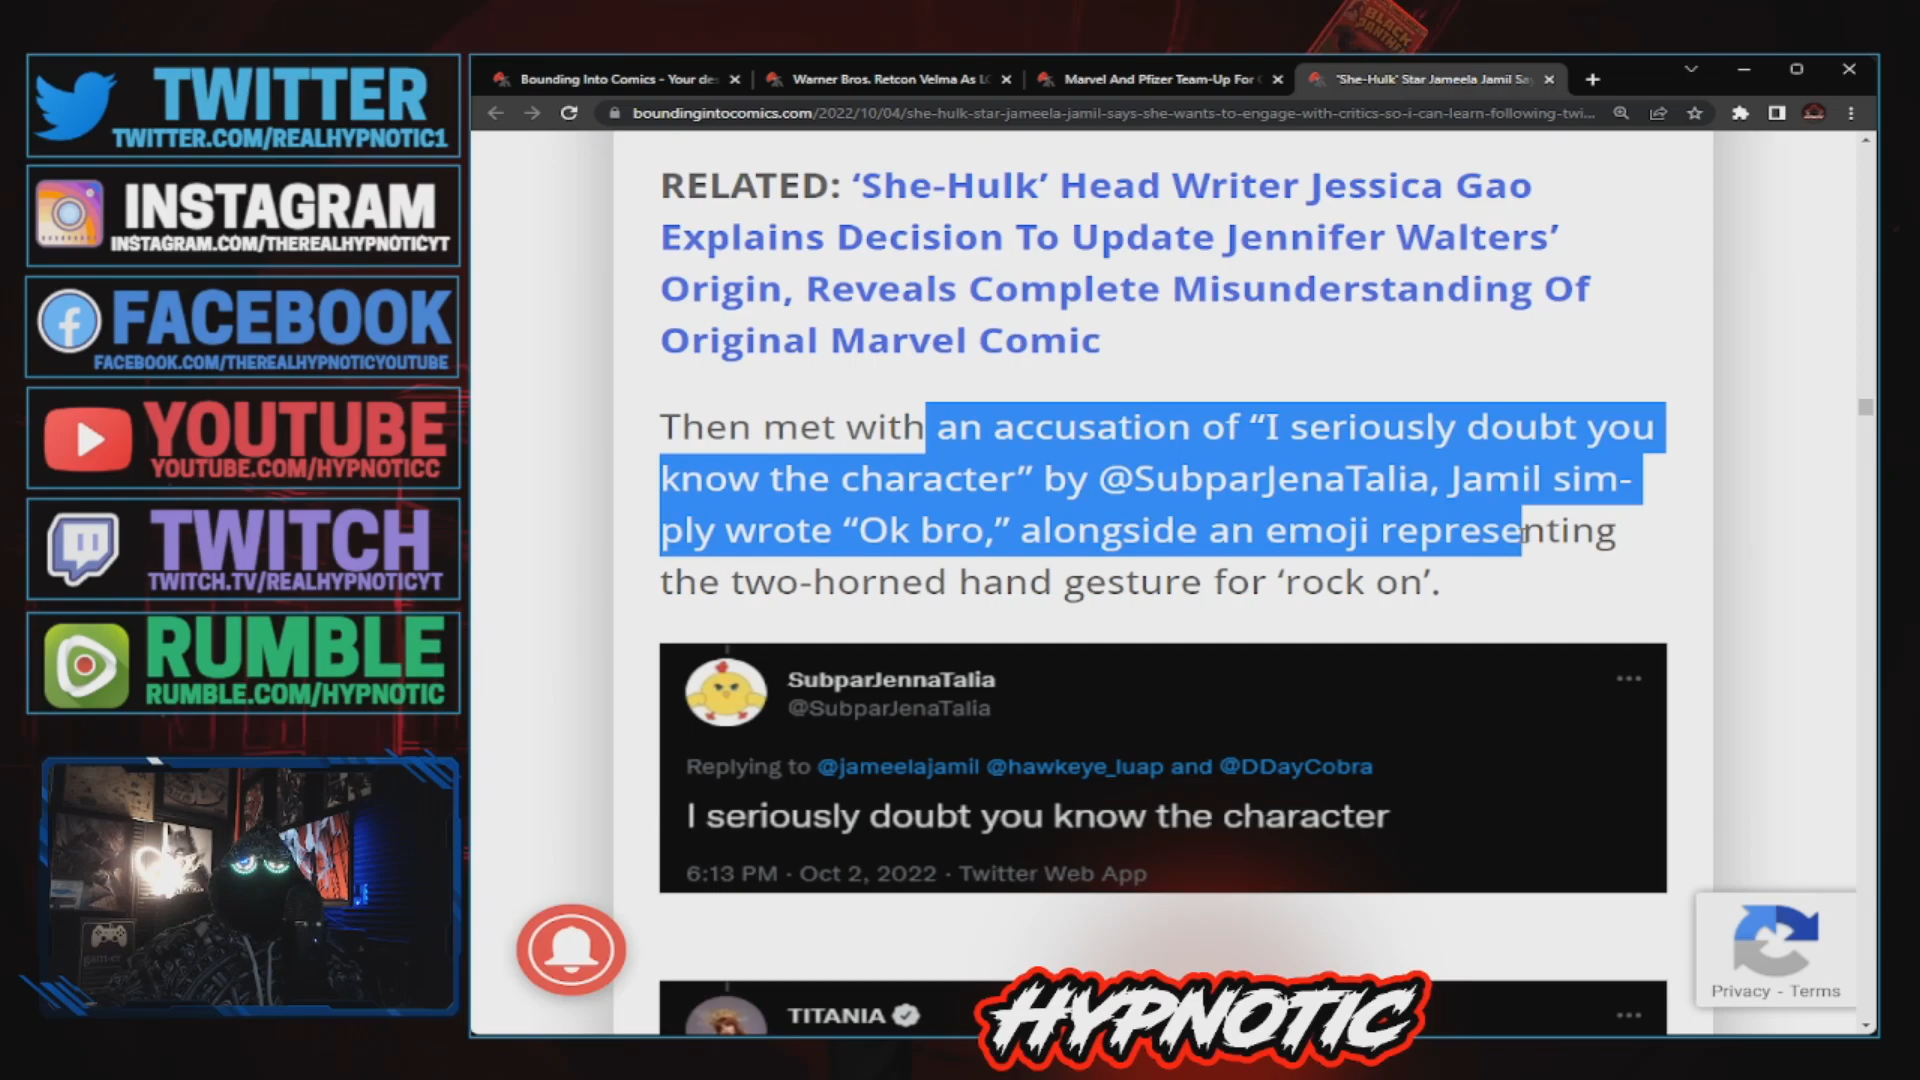 TWITTER
TWITTER.COM/REALHYPNOTIC1
INSTAGRAM
INSTAGRAM.COM/THEREALHYPNOTICYT
FACEBOOK
FACEBOOK.COM/THEREALHYPNOTICYOUTUBE
YOUTUBE
YOUTUBE.COM/HYPNOTICC
TWITCH
TWITCH.TV/REALHYPNOTICYT
RUMBLE
RUMBLE.COM/HYPNOTIC
BLACK PANTHER
Bounding Into Comics - Your de
Warner Bros. Retcon Velma As L
Marvel And Pfizer Team-Up For
'She-Hulk' Star Jameela Jamil Sa
boundingintocomics.com/2022/10/04/she-hulk-star-jameela-jamil-says-she-wants-to-engage-with-critics-so-i-can-learn-following-twi...
RELATED: ‘She-Hulk’ Head Writer Jessica Gao
Explains Decision To Update Jennifer Walters’
Origin, Reveals Complete Misunderstanding Of
Original Marvel Comic
Then met with an accusation of “I seriously doubt you
know the character” by @SubparJenaTalia, Jamil sim-
ply wrote “Ok bro,” alongside an emoji representing
the two-horned hand gesture for ‘rock on’.
SubparJennaTalia
@SubparJenaTalia
Replying to @jameelajamil @hawkeye_luap and @DDayCobra
I seriously doubt you know the character
6:13 PM · Oct 2, 2022 · Twitter Web App
TITANIA
Privacy - Terms
HYPNOTIC